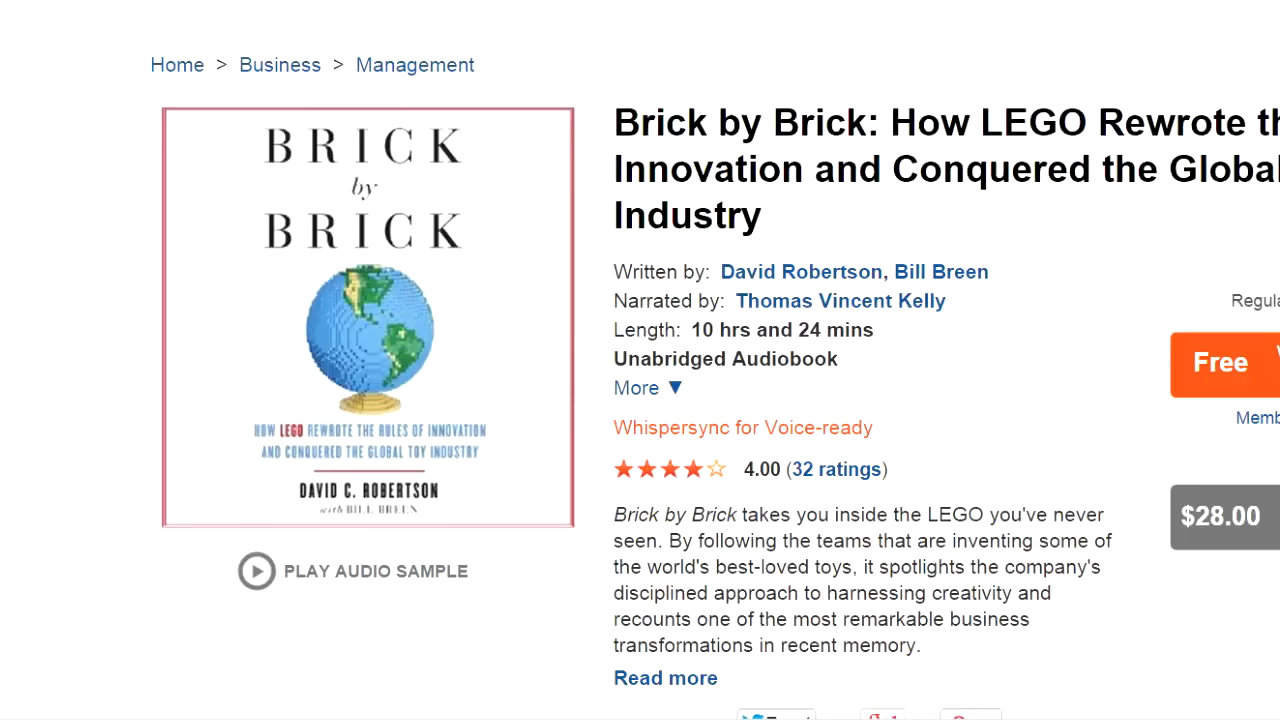 Home > Business > Management
BRICK
by
BRICK
HOW LEGO REWROTE THE RULES OF INNOVATION
AND CONQUERED THE GLOBAL TOY INDUSTRY
DAVID C. ROBERTSON
with BILL BREEN
PLAY AUDIO SAMPLE
Brick by Brick: How LEGO Rewrote th
Innovation and Conquered the Global
Industry
Written by: David Robertson, Bill Breen
Narrated by: Thomas Vincent Kelly
Length: 10 hrs and 24 mins
Unabridged Audiobook
More ▼
Whispersync for Voice-ready
4.00 (32 ratings)
Brick by Brick takes you inside the LEGO you've never
seen. By following the teams that are inventing some of
the world's best-loved toys, it spotlights the company's
disciplined approach to harnessing creativity and
recounts one of the most remarkable business
transformations in recent memory.
Read more
Regula
Free
Memb
$28.00